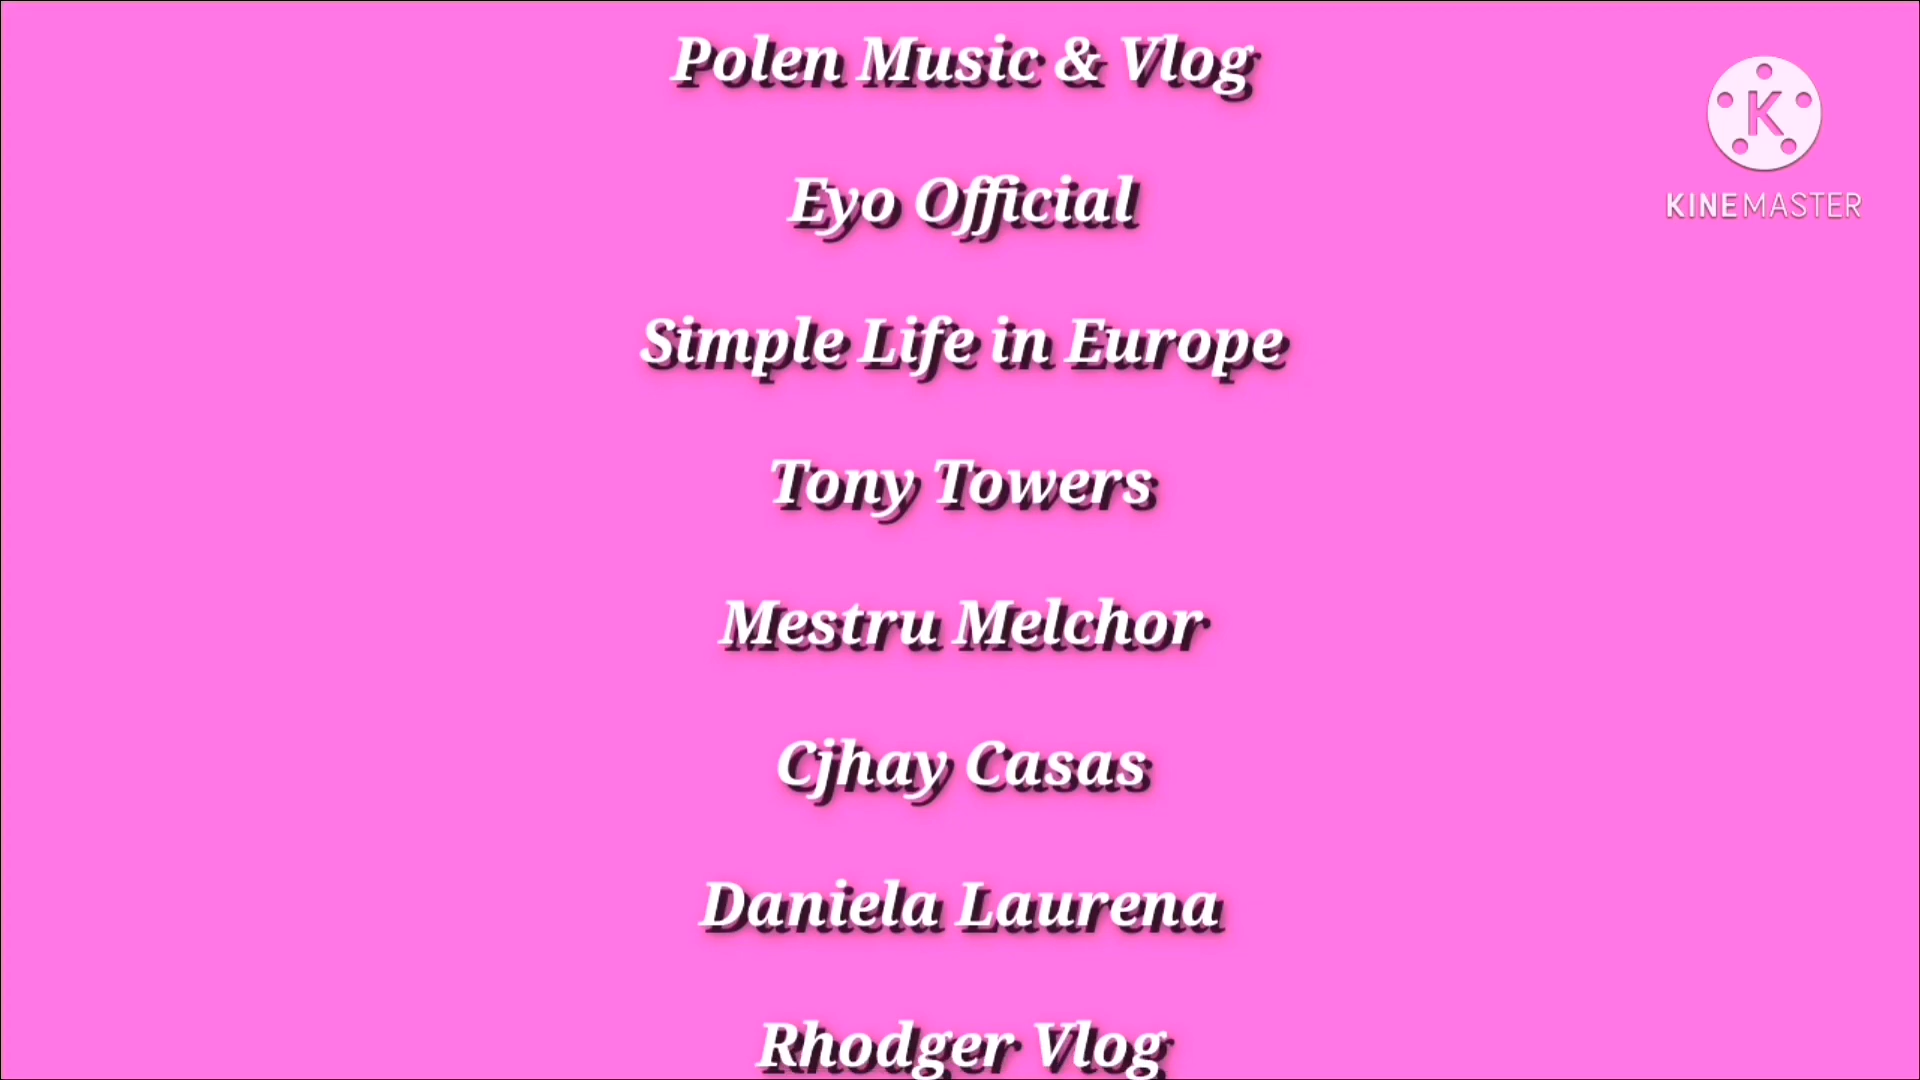 Polen Music & Vlog
KINEMASTER
Eyo Official
Simple Life in Europe
Tony Towers
Mestru Melchor
Cjhay Casas
Daniela Laurena
Rhodger Vlog